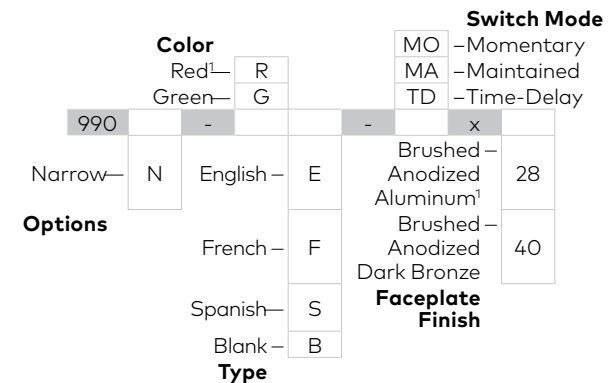 Switch Mode
Color MO –Momentary
Red¹— R MA –Maintained
Green— G TD –Time-Delay
990 - - x
Narrow— N English – E Brushed – Anodized Aluminum¹ 28
Options
French – F Brushed – Anodized Dark Bronze 40
Spanish— S Faceplate Finish
Blank – B
Type